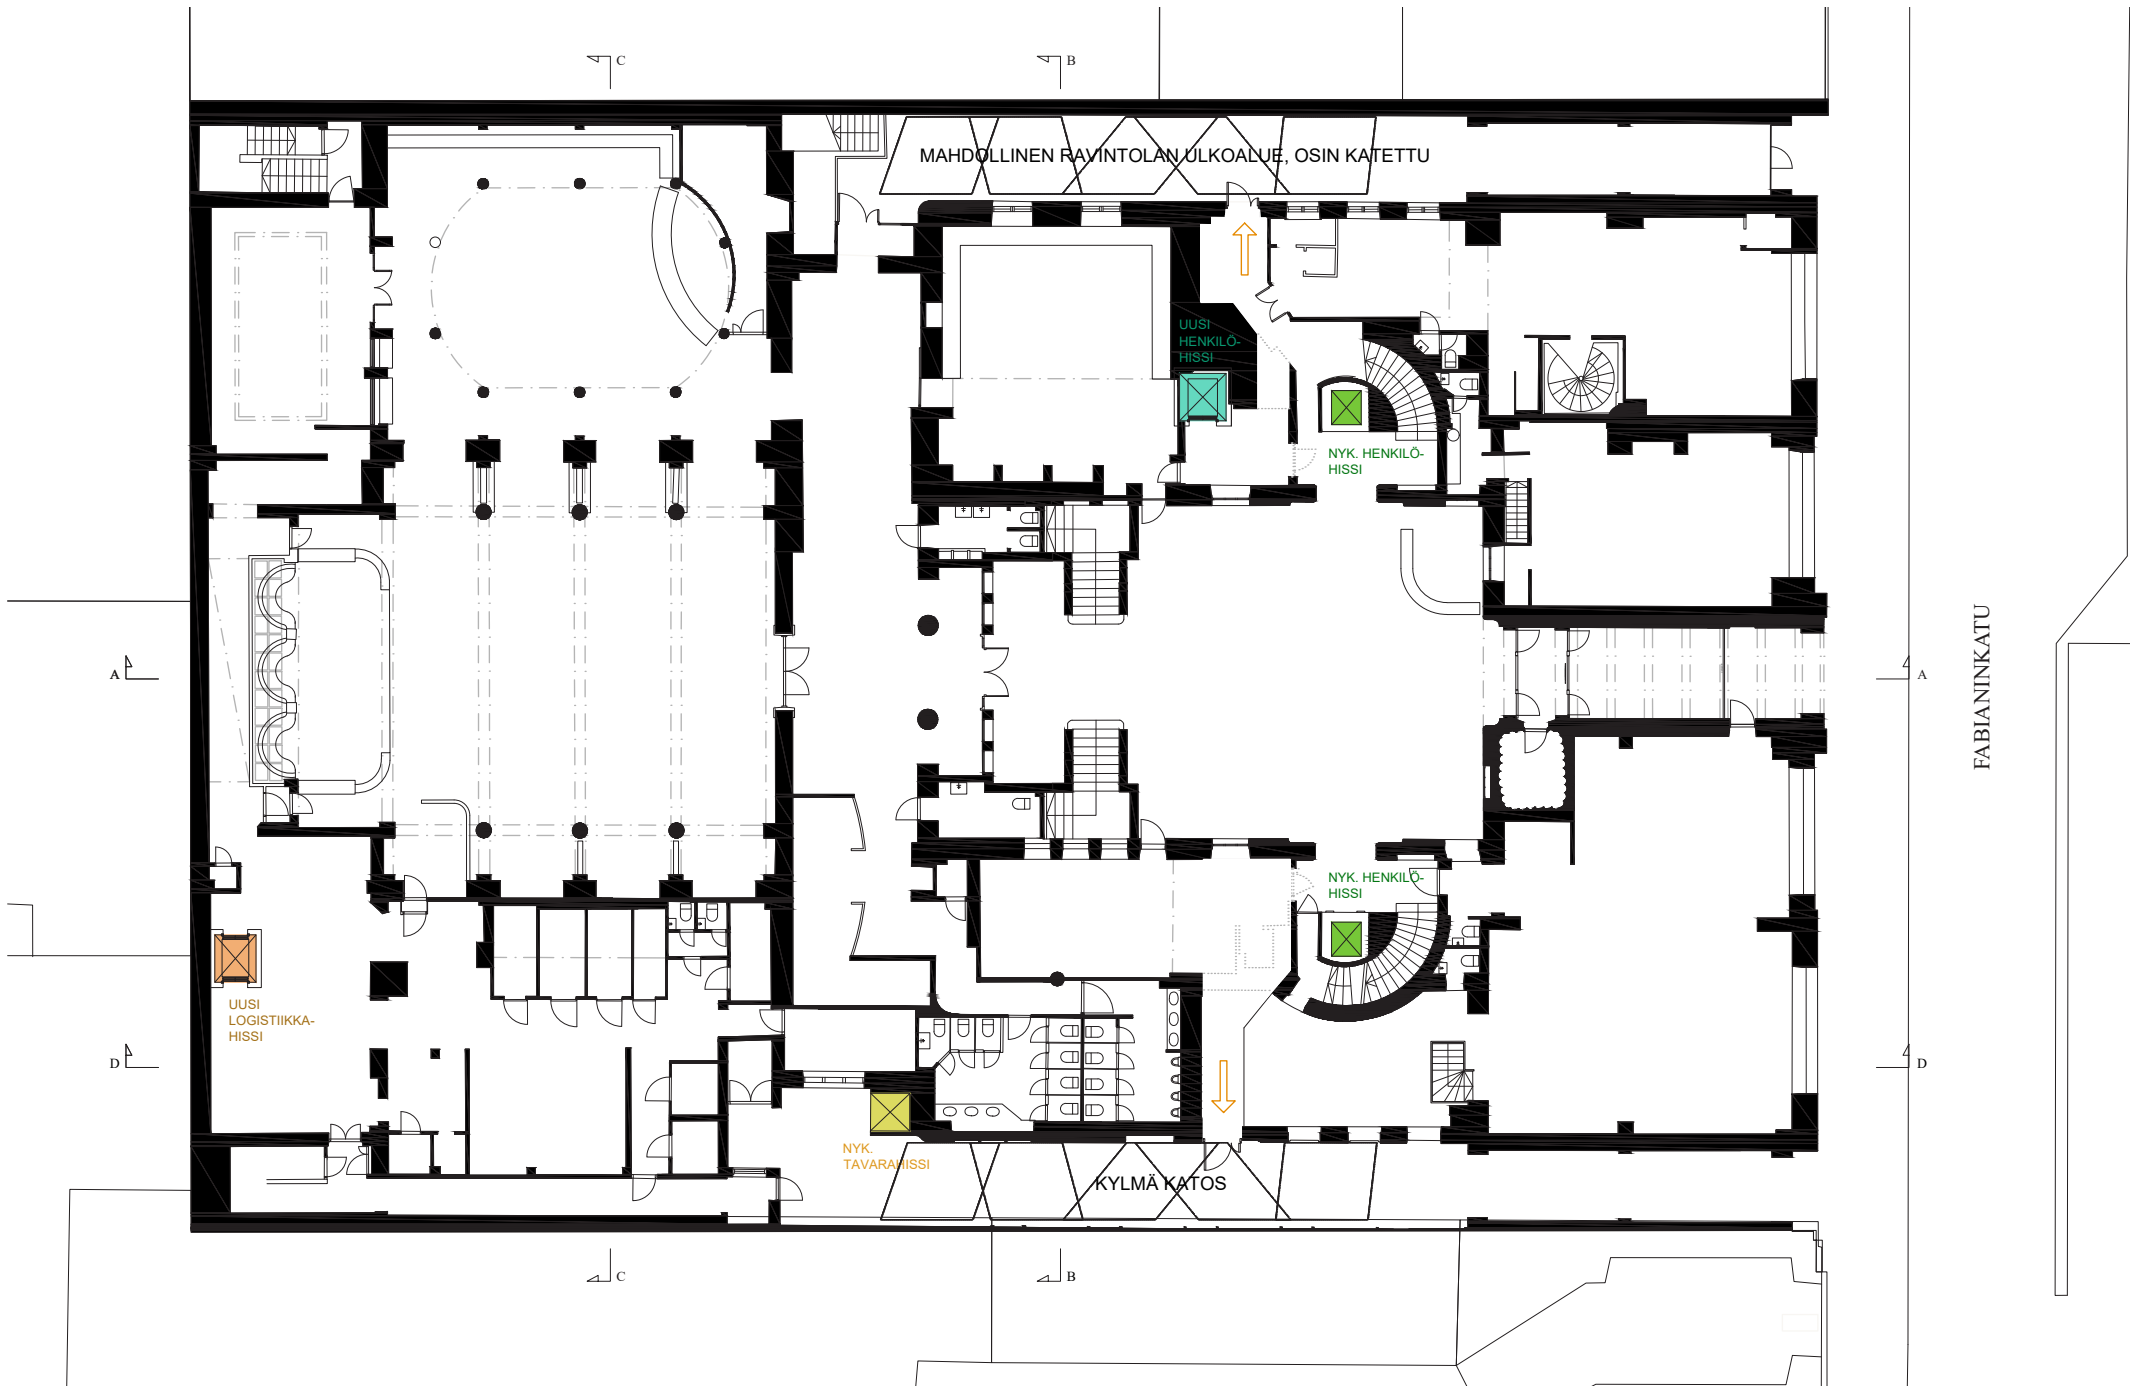 C
B
MAHDOLLINEN RAVINTOLAN ULKOALUE, OSIN KATETTU
UUSI
HENKILÖ-
HISSI
NYK. HENKILÖ-
HISSI
A
A
FABIANINKATU
NYK. HENKILÖ-
HISSI
UUSI
LOGISTIIKKA-
HISSI
D
D
NYK.
TAVARAHISSI
KYLMÄ KATOS
C
B